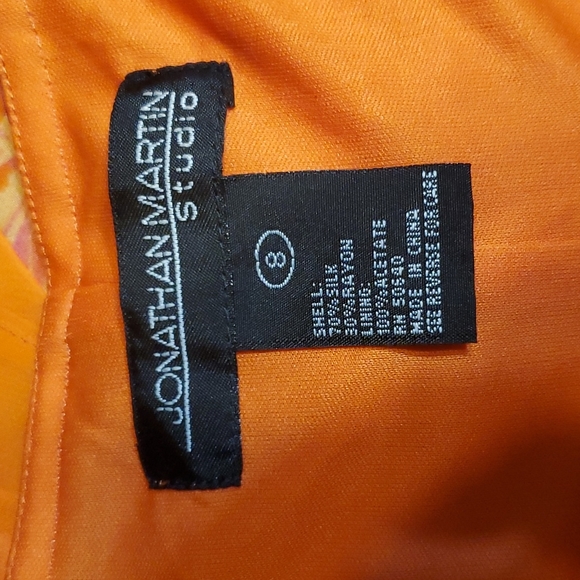 JONATHAN MARTIN
studio
8
SHELL:
70% SILK
30% RAYON
LINING:
100% ACETATE
RN 50640
MADE IN CHINA
SEE REVERSE FOR CARE